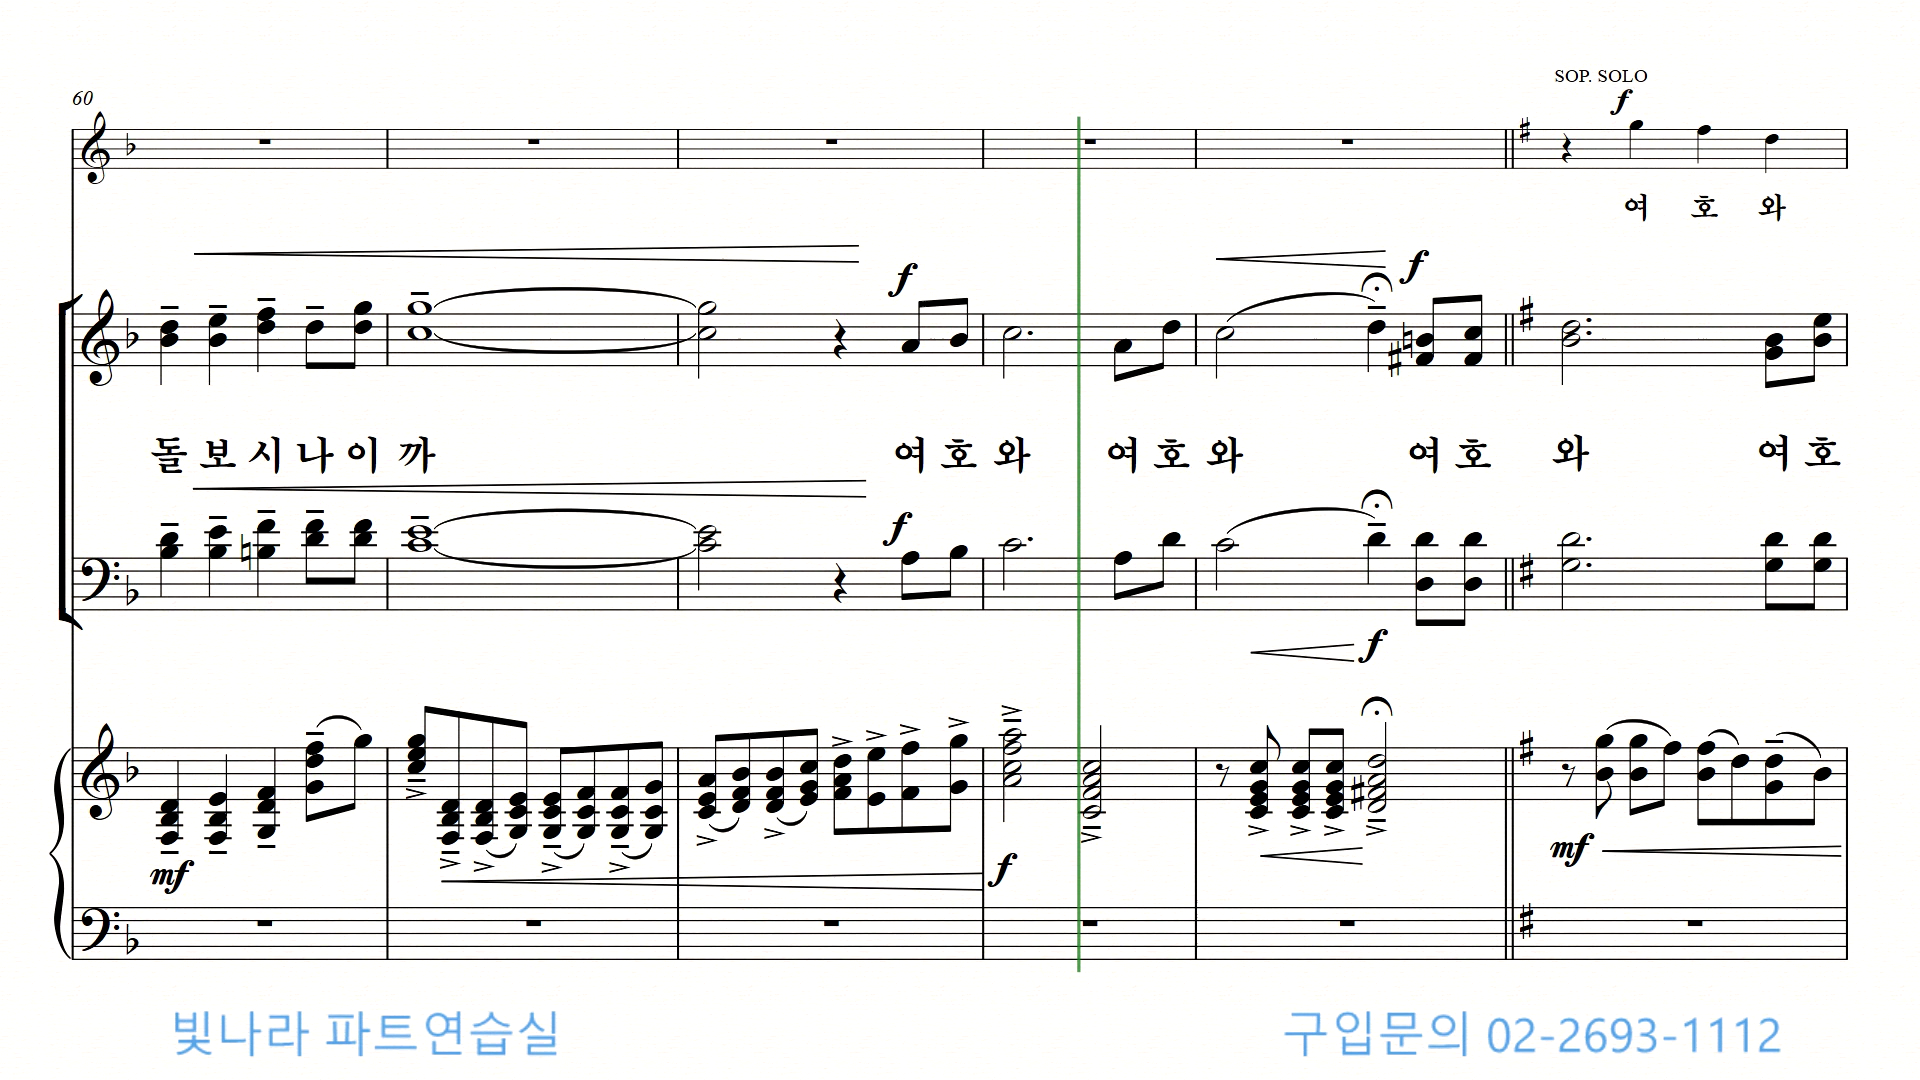 SOP. SOLO
60
f
여 호 와
f
f
돌 보 시 나 이 까 여 호 와 여 호 와 여 호 와 여 호
f
f
mf
f
mf
빛나라 파트연습실
구입문의 02-2693-1112